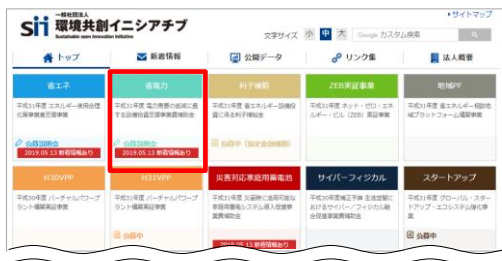 サイトマップ
一般社団法人
sii 環境共創イニシアチブ
Sustainable open Innovation Initiative
文字サイズ 小 中 大 Google カスタム検索
トップ 新着情報 公開データ リンク集 法人概要
省エネ
平成31年度 エネルギー使用合理
化等事業者支援事業
公募説明会
2019.05.13 新着情報あり
省電力
平成31年度 電力需要の低減に資
する設備投資支援事業費補助金
公募説明会
2019.05.13 新着情報あり
利子補給
平成31年度 省エネルギー設備投
資に係る利子補給金
公募中(指定金融機関)
ZEB実証事業
平成31年度 ネット・ゼロ・エネ
ルギー・ビル(ZEB)実証事業
地域PF
平成31年度 省エネルギー相談地
域プラットフォーム構築事業
H30VPP
平成30年度 バーチャルパワープ
ラント構築実証事業
H31VPP
平成31年度 バーチャルパワープ
ラント構築実証事業
公募中
災害対応家庭用蓄電池
平成31年度 災害時に活用可能な
家庭用蓄電システム導入促進事
業費補助金
2019.05.13 新着情報あり
サイバーフィジカル
平成30年度補正予算 生活空間に
おけるサイバー/フィジカル融
合促進事業費補助金
スタートアップ
平成31年度 グローバル・スター
トアップ・エコシステム強化事
業
公募中